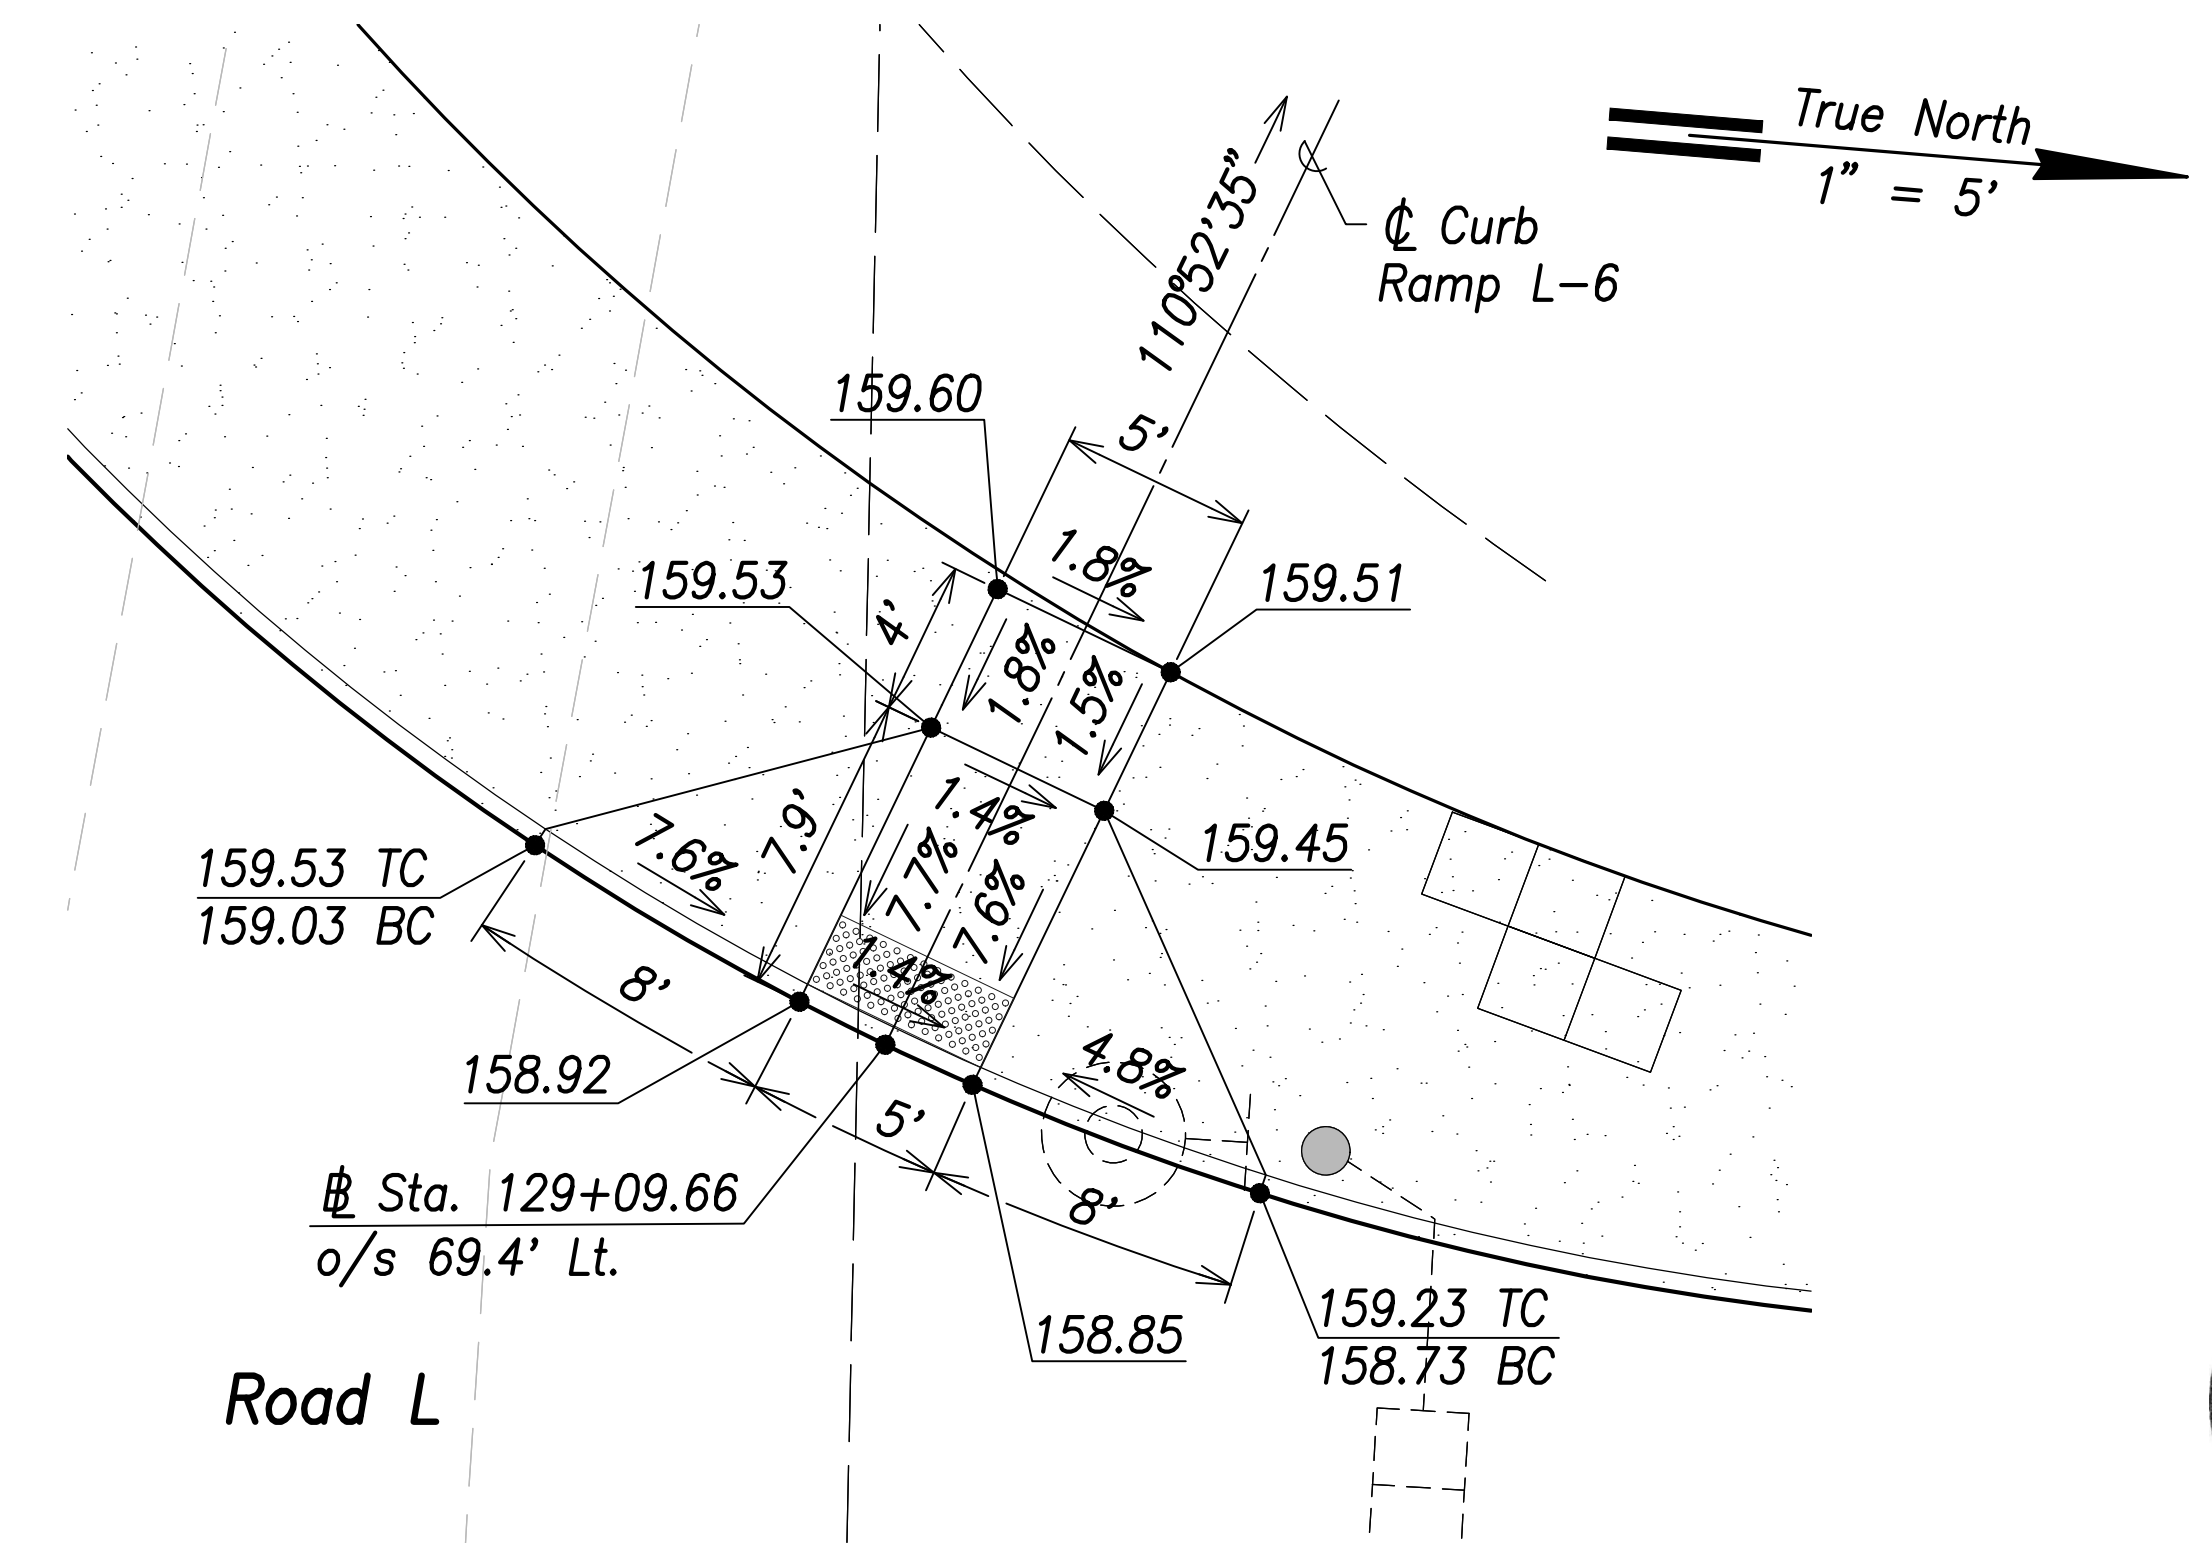 True North
1” = 5’
110°52’35”
℄ Curb
Ramp L-6
159.60
5’
1.8%
159.53
159.51
4’
1.8%
1.5%
1.4%
7.9’
7.6%
7.7%
7.6%
159.45
159.53 TC
159.03 BC
1.4%
8’
4.8%
158.92
5’
8’
B̵L Sta. 129+09.66
o/s 69.4’ Lt.
159.23 TC
158.73 BC
158.85
Road L